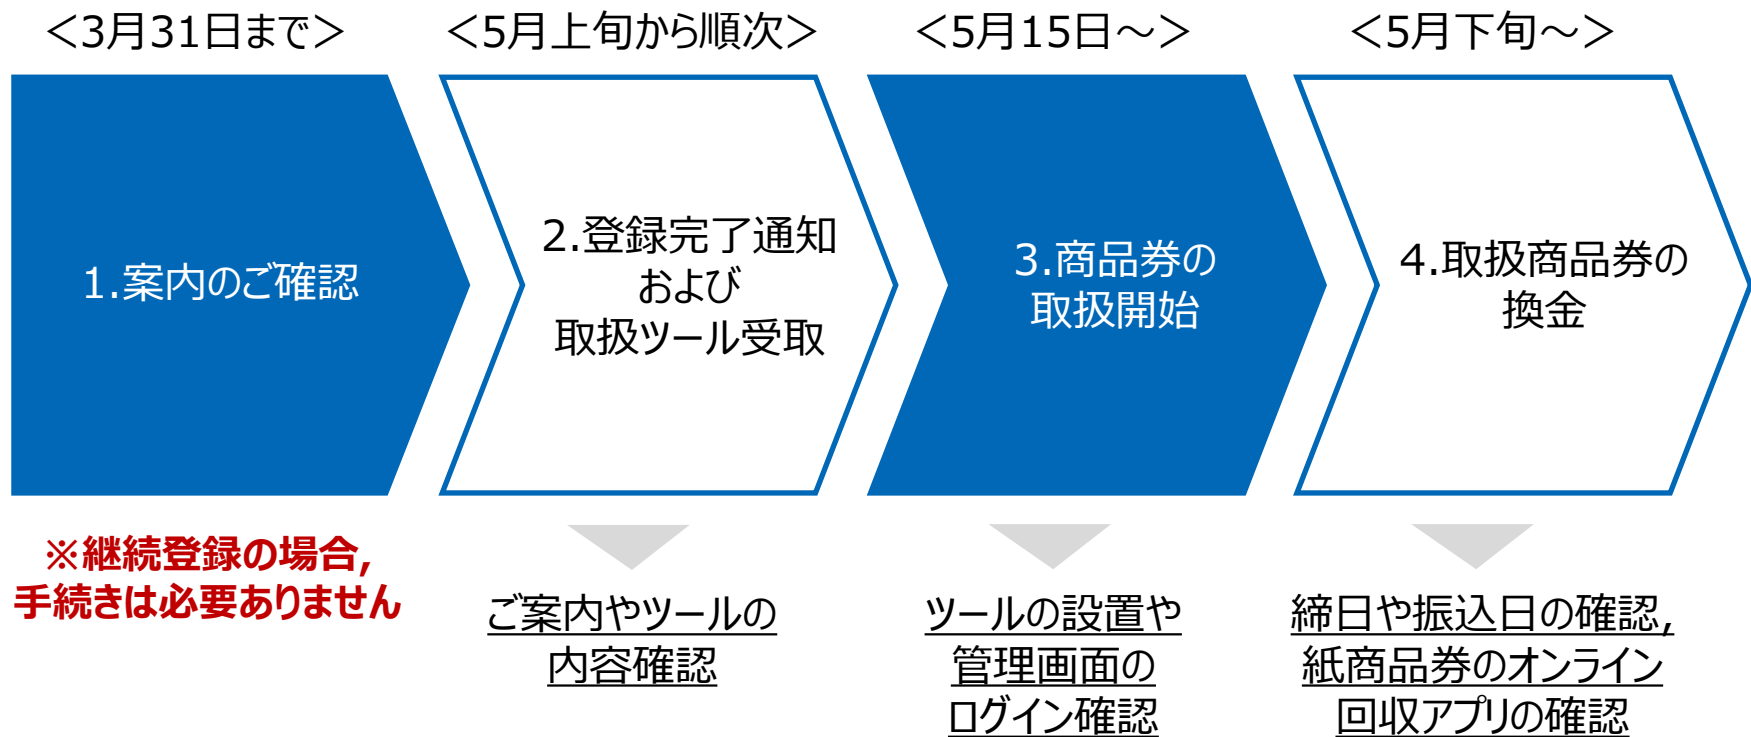 ＜3月31日まで＞
＜5月上旬から順次＞
＜5月15日～＞
＜5月下旬～＞
1.案内のご確認
2.登録完了通知
および
取扱ツール受取
3.商品券の
取扱開始
4.取扱商品券の
換金
※継続登録の場合,
手続きは必要ありません
ご案内やツールの
内容確認
ツールの設置や
管理画面の
ログイン確認
締日や振込日の確認,
紙商品券のオンライン
回収アプリの確認